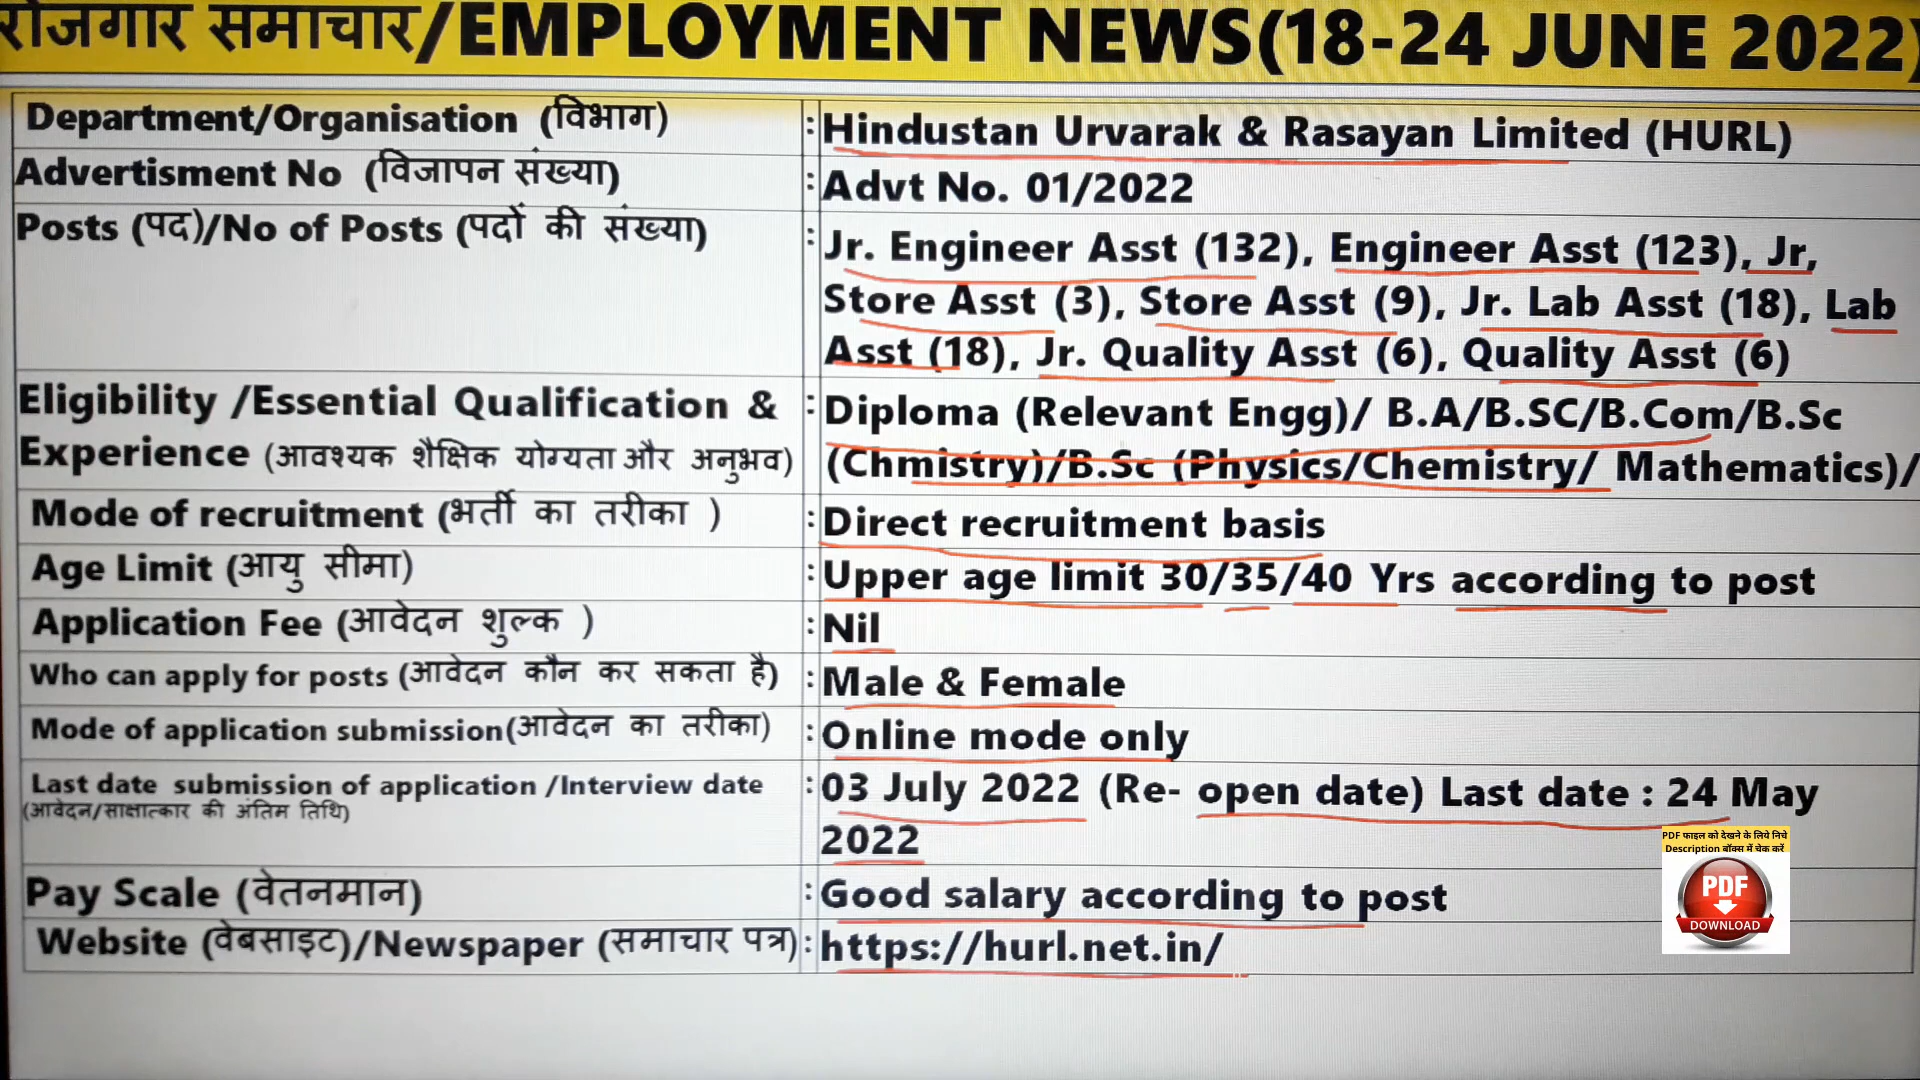 रोजगार समाचार/EMPLOYMENT NEWS(18-24 JUNE 2022)
Department/Organisation (विभाग) : Hindustan Urvarak & Rasayan Limited (HURL)
Advertisment No (विजापन संख्या) : Advt No. 01/2022
Posts (पद)/No of Posts (पदों की संख्या) : Jr. Engineer Asst (132), Engineer Asst (123), Jr,
Store Asst (3), Store Asst (9), Jr. Lab Asst (18), Lab
Asst (18), Jr. Quality Asst (6), Quality Asst (6)
Eligibility /Essential Qualification & : Diploma (Relevant Engg)/ B.A/B.SC/B.Com/B.Sc
Experience (आवश्यक शैक्षिक योग्यता और अनुभव) (Chmistry)/B.Sc (Physics/Chemistry/ Mathematics)/
Mode of recruitment (भर्ती का तरीका ) : Direct recruitment basis
Age Limit (आयु सीमा) : Upper age limit 30/35/40 Yrs according to post
Application Fee (आवेदन शुल्क ) : Nil
Who can apply for posts (आवेदन कौन कर सकता है) : Male & Female
Mode of application submission(आवेदन का तरीका) : Online mode only
Last date submission of application /Interview date : 03 July 2022 (Re- open date) Last date : 24 May
(आवेदन/साक्षात्कार की अंतिम तिथि) 2022
Pay Scale (वेतनमान) : Good salary according to post
Website (वेबसाइट)/Newspaper (समाचार पत्र): https://hurl.net.in/
PDF फाइल को देखने के लिये निचे
Description बॉक्स में चेक करें
PDF
DOWNLOAD